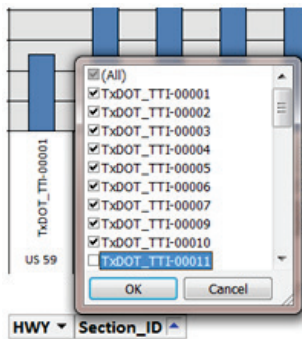 (All)
TxDOT_TTI-00001
TxDOT_TTI-00002
TxDOT_TTI-00003
TxDOT_TTI-00004
TxDOT_TTI-00005
TxDOT_TTI-00006
TxDOT_TTI-00007
TxDOT_TTI-00009
TxDOT_TTI-00010
TxDOT_TTI-00011
OK Cancel
TxDOT_TTI-00001
US 59
HWY Section_ID